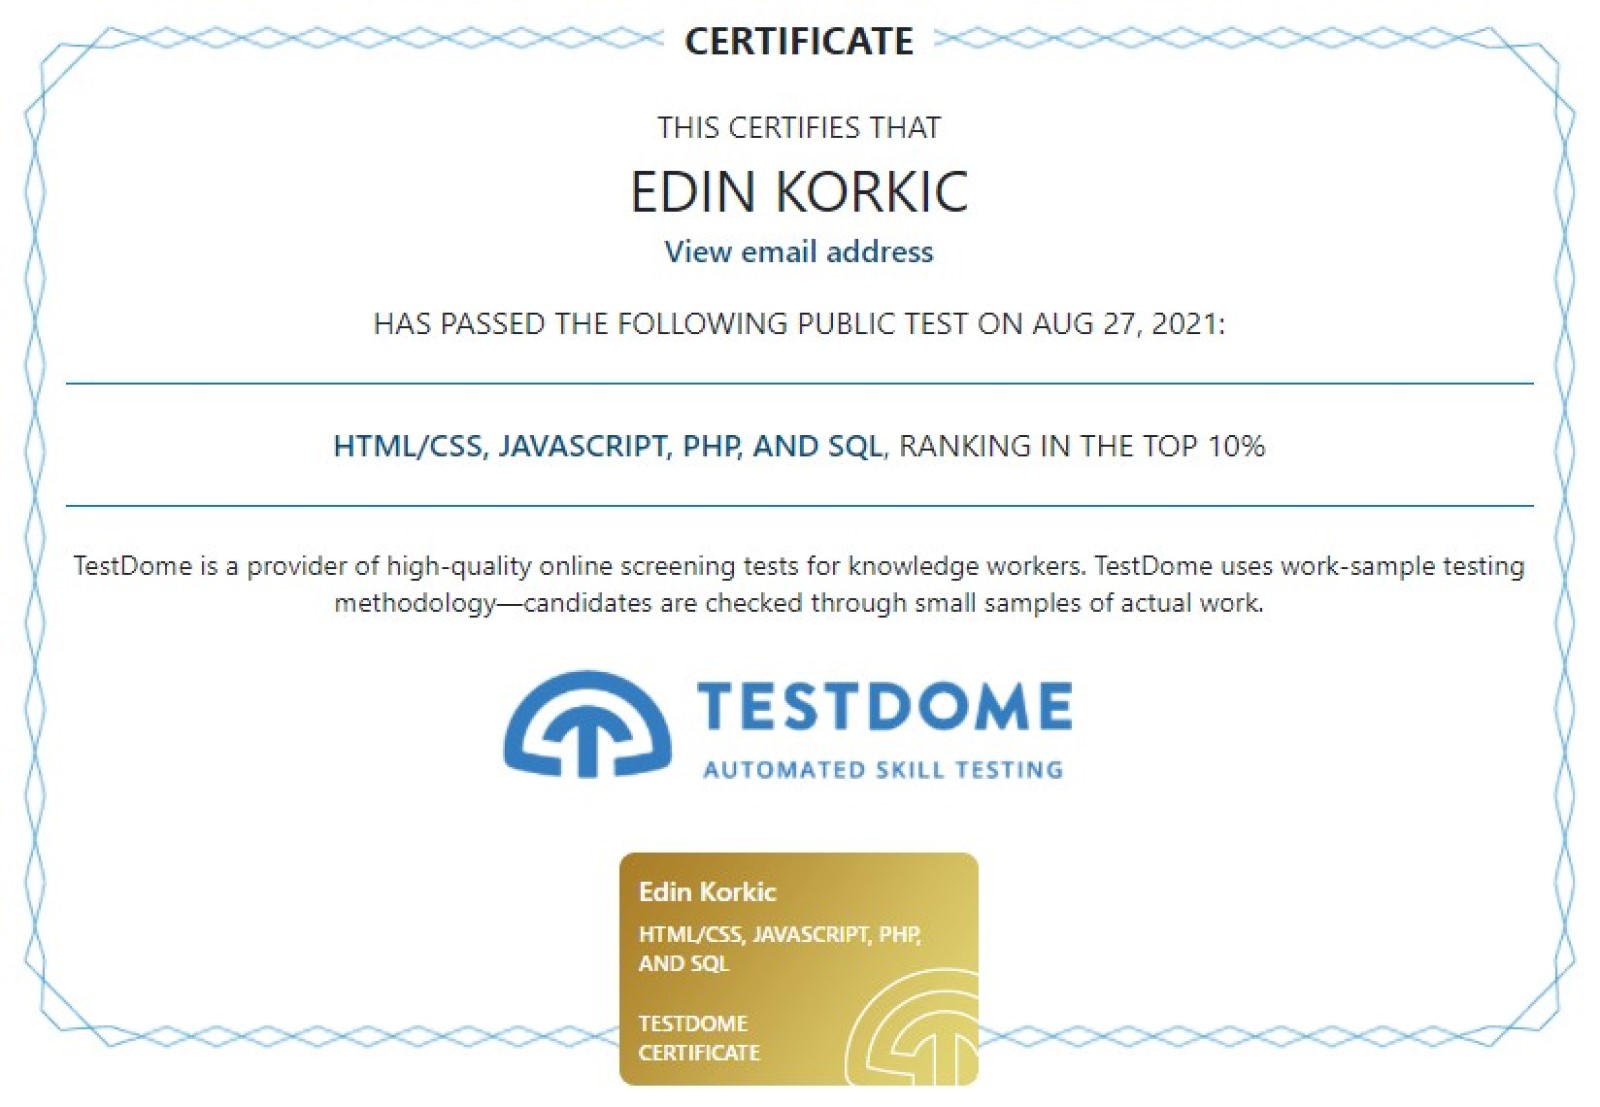 CERTIFICATE
THIS CERTIFIES THAT
EDIN KORKIC
View email address
HAS PASSED THE FOLLOWING PUBLIC TEST ON AUG 27, 2021:
HTML/CSS, JAVASCRIPT, PHP, AND SQL, RANKING IN THE TOP 10%
TestDome is a provider of high-quality online screening tests for knowledge workers. TestDome uses work-sample testing
methodology—candidates are checked through small samples of actual work.
TESTDOME
AUTOMATED SKILL TESTING
Edin Korkic
HTML/CSS, JAVASCRIPT, PHP,
AND SQL
TESTDOME
CERTIFICATE